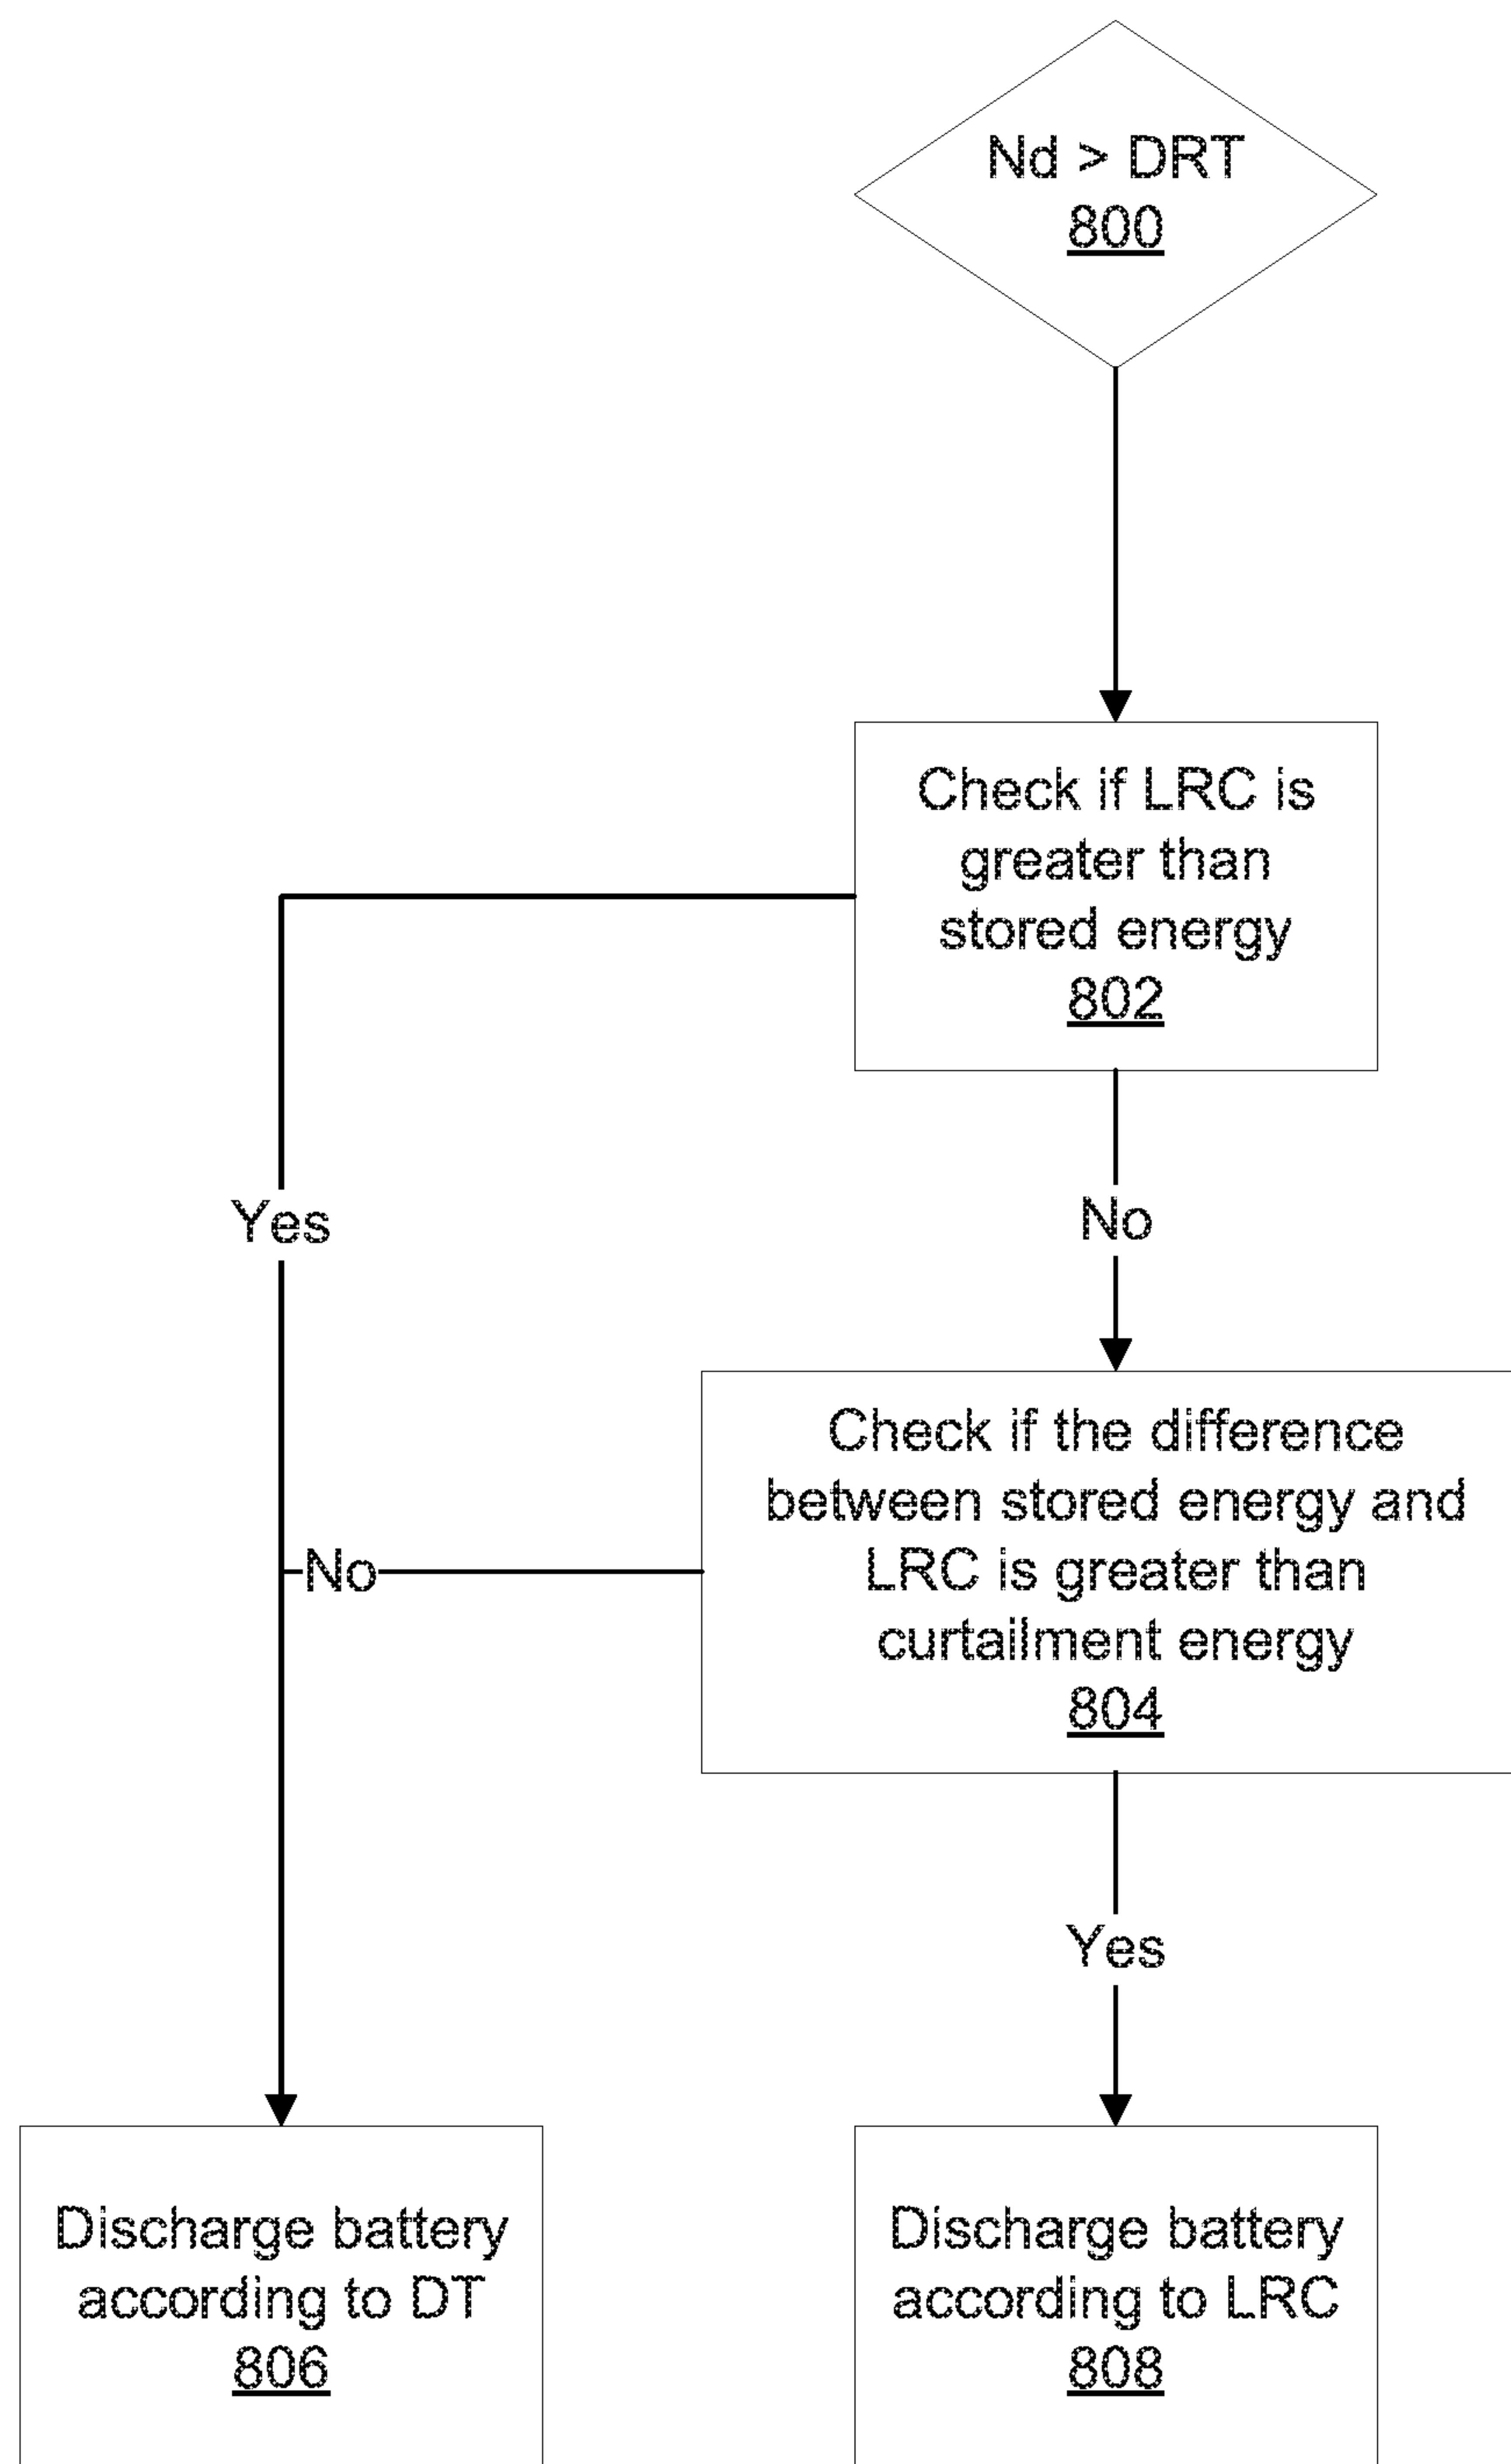 Nd > DRT
800
Check if LRC is
greater than
stored energy
802
Yes
No
Check if the difference
between stored energy and
LRC is greater than
curtailment energy
804
No
Yes
Discharge battery
according to DT
806
Discharge battery
according to LRC
808